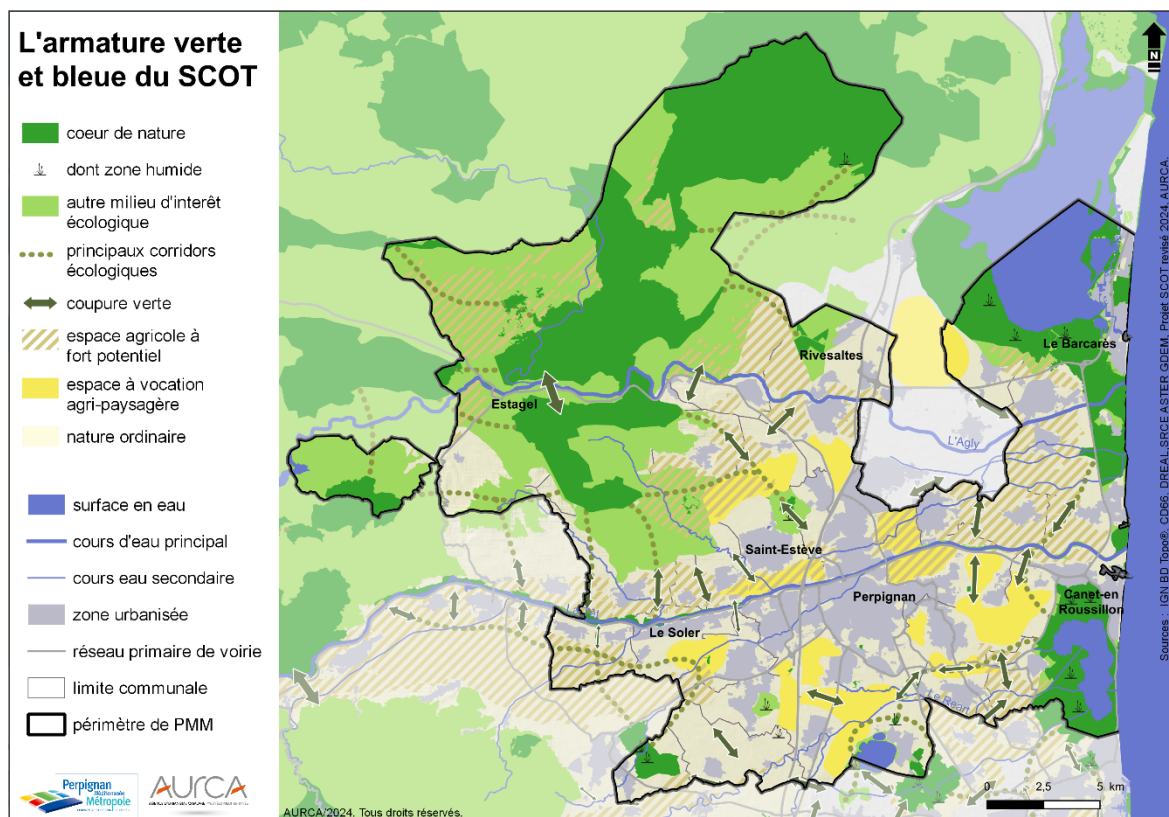 L'armature verte
et bleue du SCOT
coeur de nature
dont zone humide
autre milieu d'interêt
écologique
principaux corridors
écologiques
coupure verte
espace agricole à
fort potentiel
espace à vocation
agri-paysagère
nature ordinaire
surface en eau
cours d'eau principal
cours eau secondaire
zone urbanisée
réseau primaire de voirie
limite communale
périmètre de PMM
Perpignan
Méditerranée
Métropole
AURCA
N
Le Barcarès
Rivesaltes
Estagel
L'Agly
Saint-Estève
Perpignan
Canet-en
Roussillon
Le Soler
Le Réart
0 2,5 5 km
AURCA/2024. Tous droits réservés.
Sources : IGN BD Topo®, CD66, DREAL, SRCE ASTER GDEM, Projet SCOT revisé 2024, AURCA.